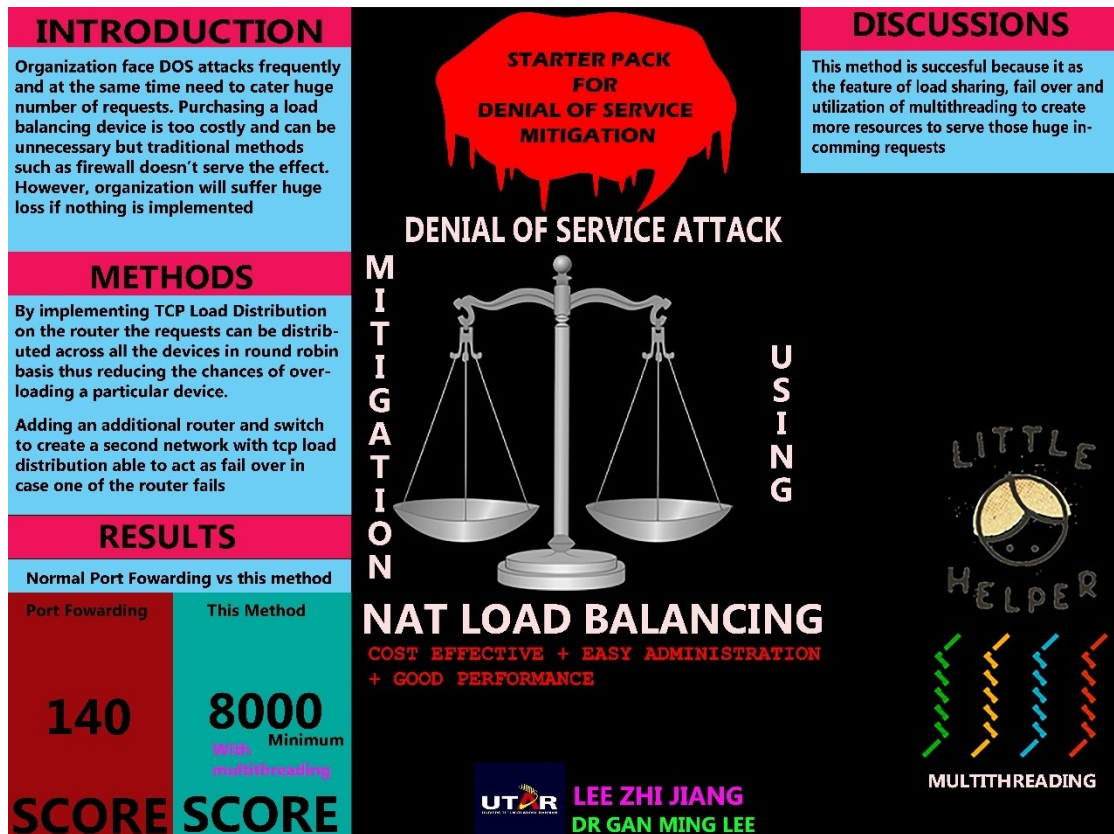 INTRODUCTION
Organization face DOS attacks frequently
and at the same time need to cater huge
number of requests. Purchasing a load
balancing device is too costly and can be
unnecessary but traditional methods
such as firewall doesn't serve the effect.
However, organization will suffer huge
loss if nothing is implemented
METHODS
By implementing TCP Load Distribution
on the router the requests can be distrib-
uted across all the devices in round robin
basis thus reducing the chances of over-
loading a particular device.
Adding an additional router and switch
to create a second network with tcp load
distribution able to act as fail over in
case one of the router fails
RESULTS
Normal Port Fowarding vs this method
Port Fowarding
140
SCORE
This Method
8000
Minimum
With
multithreading
SCORE
STARTER PACK
FOR
DENIAL OF SERVICE
MITIGATION
DENIAL OF SERVICE ATTACK
MITIGATION
USING
NAT LOAD BALANCING
COST EFFECTIVE + EASY ADMINISTRATION
+ GOOD PERFORMANCE
UTAR
LEE ZHI JIANG
DR GAN MING LEE
DISCUSSIONS
This method is succesful because it as
the feature of load sharing, fail over and
utilization of multithreading to create
more resources to serve those huge in-
comming requests
LITTLE
HELPER
MULTITHREADING